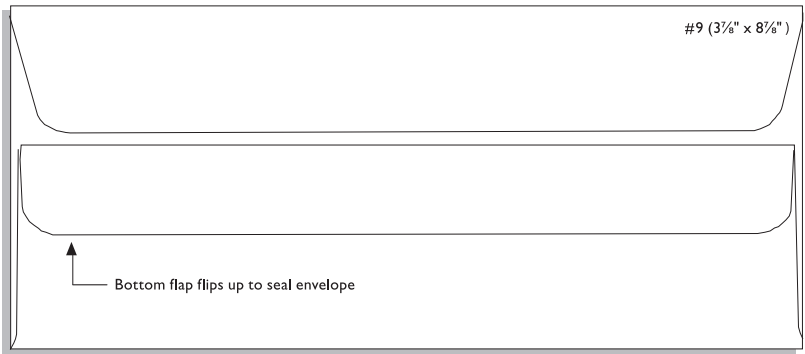 #9 (3⅞" x 8⅞" )
Bottom flap flips up to seal envelope